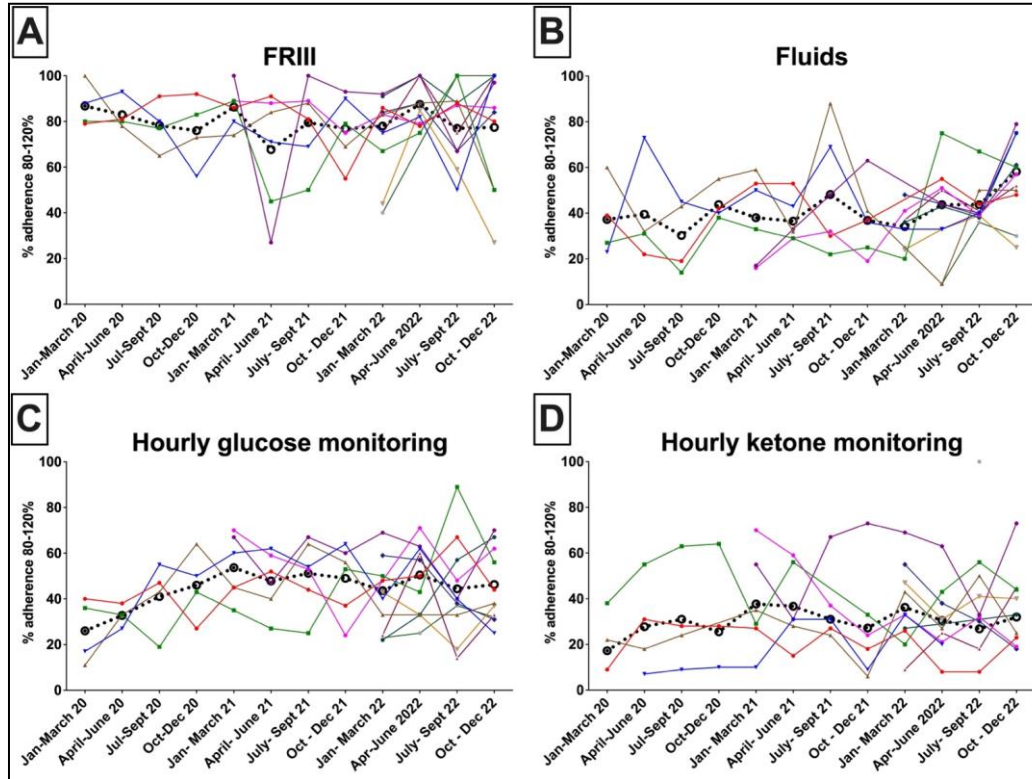 A
FRIII
% adherence 80-120%
100
80
60
40
20
0
Jan-March 20
April-June 20
Jul-Sept 20
Oct-Dec 20
Jan- March 21
April- June 21
July- Sept 21
Oct - Dec 21
Jan-March 22
Apr-June 2022
July- Sept 22
Oct - Dec 22
B
Fluids
% adherence 80-120%
100
80
60
40
20
0
Jan-March 20
April-June 20
Jul-Sept 20
Oct-Dec 20
Jan- March 21
April- June 21
July- Sept 21
Oct - Dec 21
Jan-March 22
Apr-June 2022
July- Sept 22
Oct - Dec 22
C
Hourly glucose monitoring
% adherence 80-120%
100
80
60
40
20
0
Jan-March 20
April-June 20
Jul-Sept 20
Oct-Dec 20
Jan- March 21
April- June 21
July- Sept 21
Oct - Dec 21
Jan-March 22
Apr-June 2022
July- Sept 22
Oct - Dec 22
D
Hourly ketone monitoring
% adherence 80-120%
100
80
60
40
20
0
Jan-March 20
April-June 20
Jul-Sept 20
Oct-Dec 20
Jan- March 21
April- June 21
July- Sept 21
Oct - Dec 21
Jan-March 22
Apr-June 2022
July- Sept 22
Oct - Dec 22